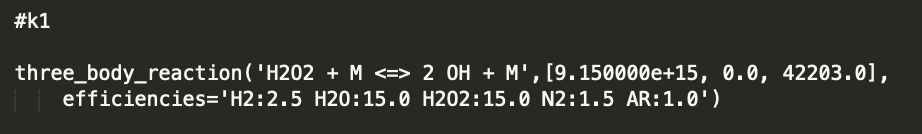 #k1
three_body_reaction('H2O2 + M <=> 2 OH + M',[9.150000e+15, 0.0, 42203.0],
efficiencies='H2:2.5 H2O:15.0 H2O2:15.0 N2:1.5 AR:1.0')